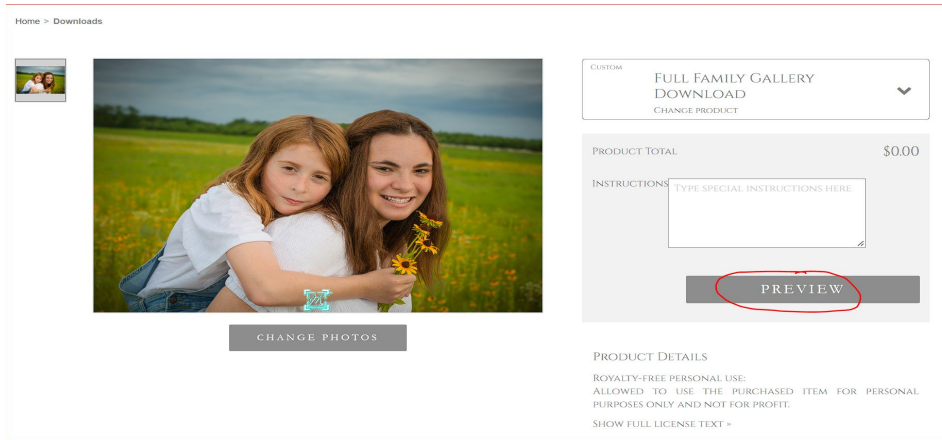 Home > Downloads
Custom
Full Family Gallery
Download
Change product
Product Total $0.00
Instructions Type special instructions here
PREVIEW
CHANGE PHOTOS
Product Details
Royalty-free personal use:
Allowed to use the purchased item for personal
purposes only and not for profit.
Show full license text »